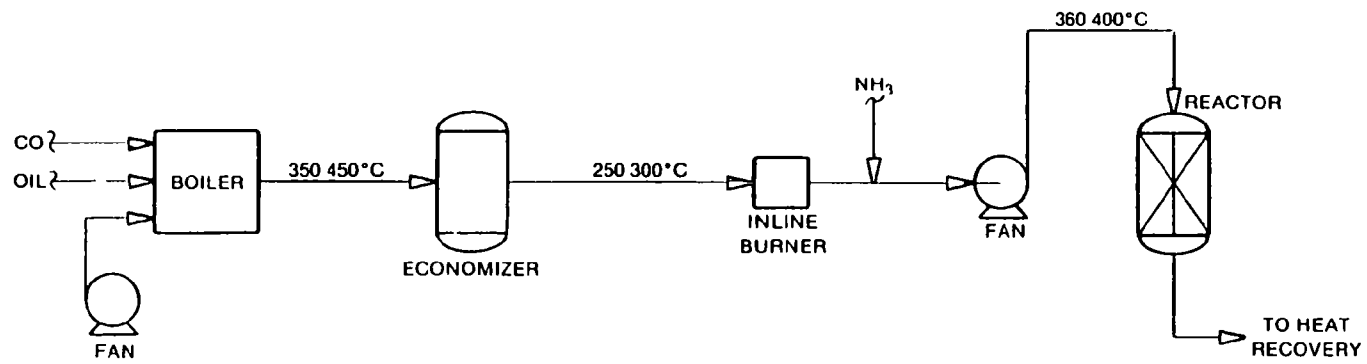 360 400°C
NH₃
REACTOR
CO
OIL
BOILER
350 450°C
250 300°C
INLINE
BURNER
FAN
ECONOMIZER
FAN
TO HEAT
RECOVERY